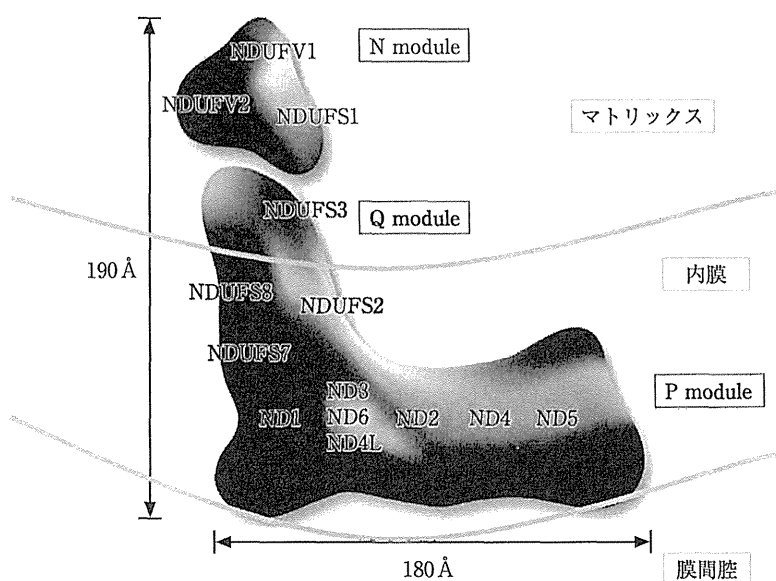 NDUFV1
N module
NDUFV2
NDUFS1
マトリックス
NDUFS3
Q module
190 Å
内膜
NDUFS8
NDUFS2
NDUFS7
P module
ND3
ND1
ND6
ND2
ND4
ND5
ND4L
180 Å
膜間腔